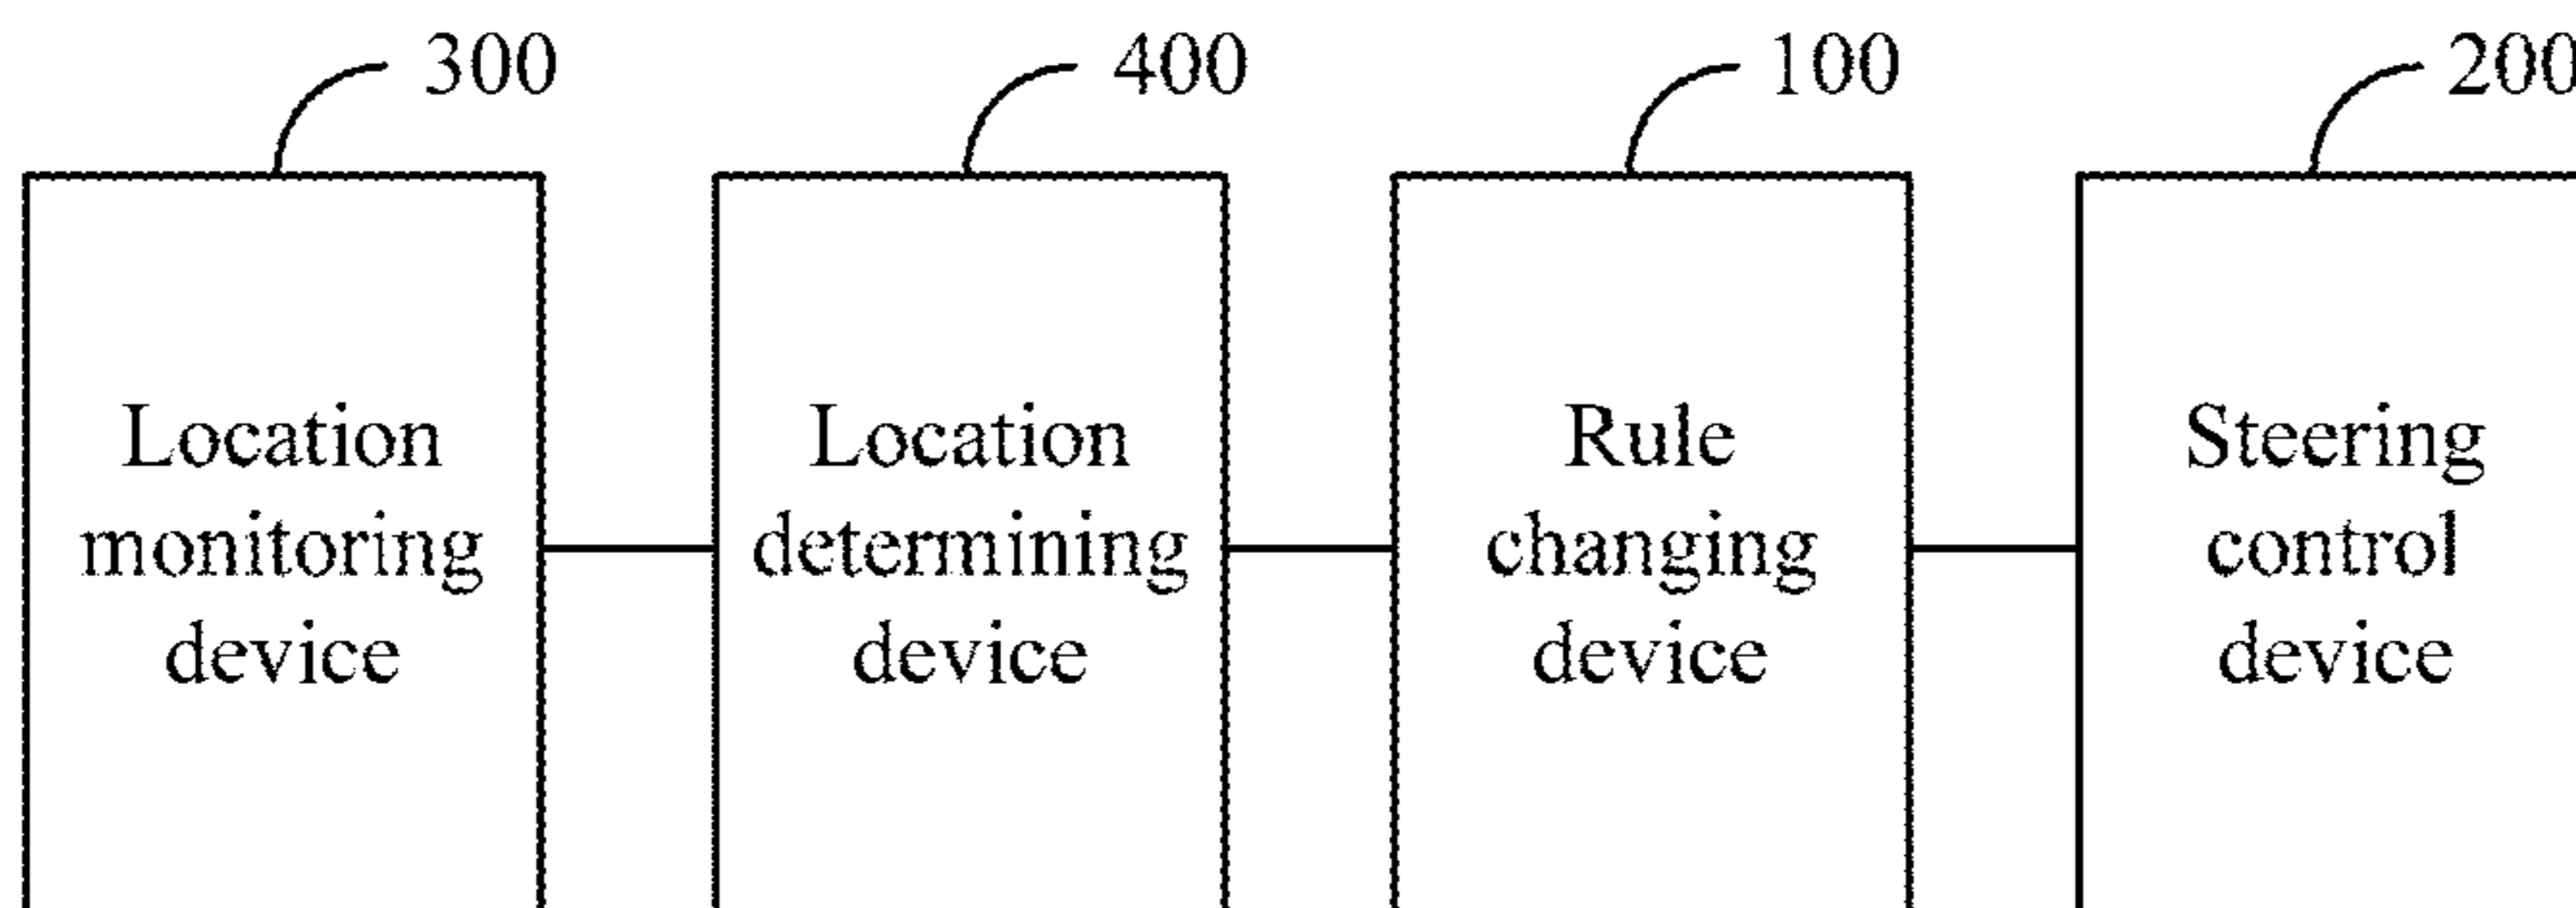 300
400
100
200
Location
monitoring
device
Location
determining
device
Rule
changing
device
Steering
control
device